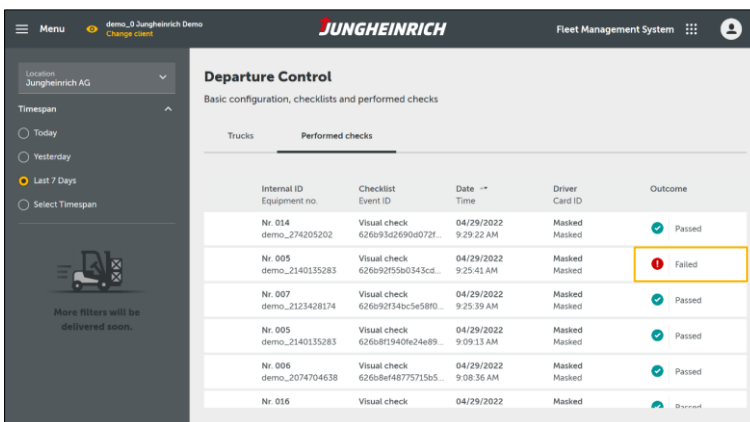 Menu
demo_0 Jungheinrich Demo
Change client
JUNGHEINRICH
Fleet Management System
Location
Jungheinrich AG
Timespan
Today
Yesterday
Last 7 Days
Select Timespan
More filters will be
delivered soon.
Departure Control
Basic configuration, checklists and performed checks
Trucks Performed checks
Internal ID Checklist Date Driver Outcome
Equipment no. Event ID Time Card ID
Nr. 014 Visual check 04/29/2022 Masked Passed
demo_274205202 626b93d2690d072f... 9:29:22 AM Masked
Nr. 005 Visual check 04/29/2022 Masked Failed
demo_2140135283 626b92f55b0343cd... 9:25:41 AM Masked
Nr. 007 Visual check 04/29/2022 Masked Passed
demo_2123428174 626b92f34bc5e58f0... 9:25:39 AM Masked
Nr. 005 Visual check 04/29/2022 Masked Passed
demo_2140135283 626b8f1940fe24e89... 9:09:13 AM Masked
Nr. 006 Visual check 04/29/2022 Masked Passed
demo_2074704638 626b8ef48775715b5... 9:08:36 AM Masked
Nr. 016 Visual check 04/29/2022 Masked Passed